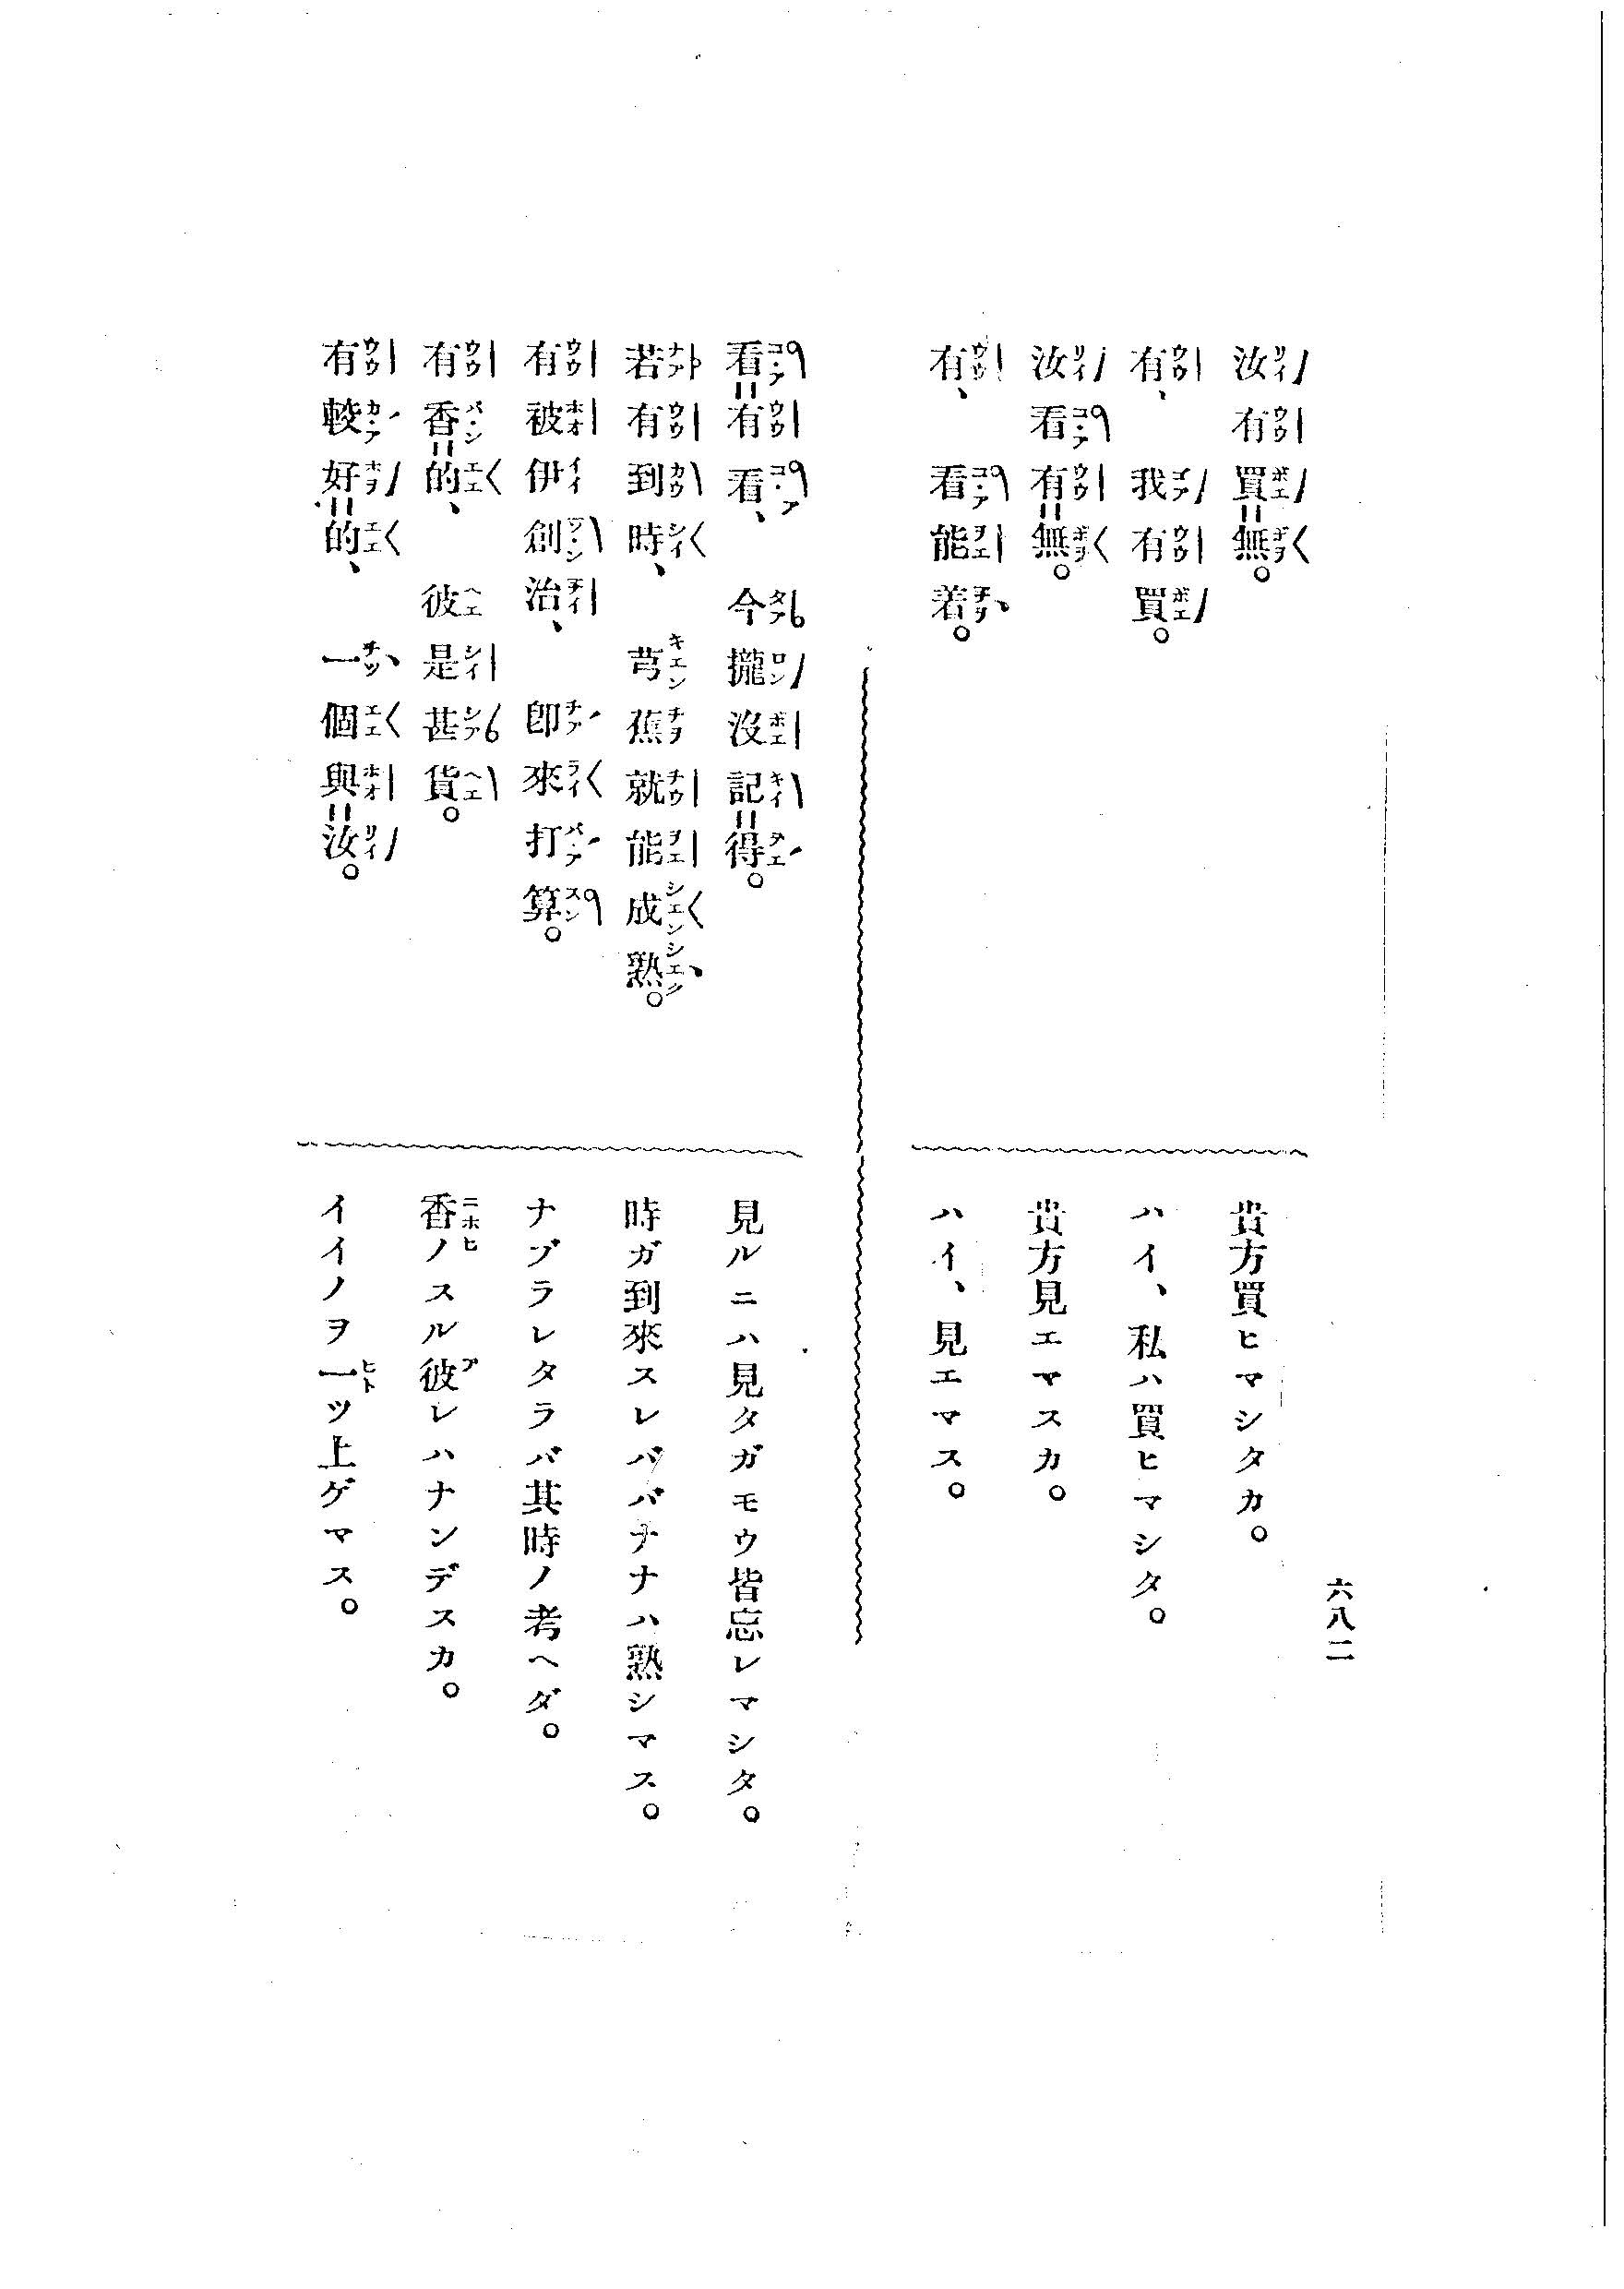 六八二
汝有買＝無。
貴方買ヒマシタカ。
有、我有買。
ハイ、私ハ買ヒマシタ。
汝看有＝無。
貴方見エマスカ。
有、看能着。
ハイ、見エマス。
看＝有看、今攏沒記＝得。
見ルニハ見タガモウ皆忘レマシタ。
若有到時、芎蕉就能成熟。
時ガ到來スレババナナハ熟シマス。
有被伊創治、卽來打算。
ナブラレタラバ其時ノ考ヘダ。
有香＝的、彼是甚貨。
香ノスル彼レハナンデスカ。
有較好＝的、一個與＝汝。
イイノヲ一ツ上ゲマス。